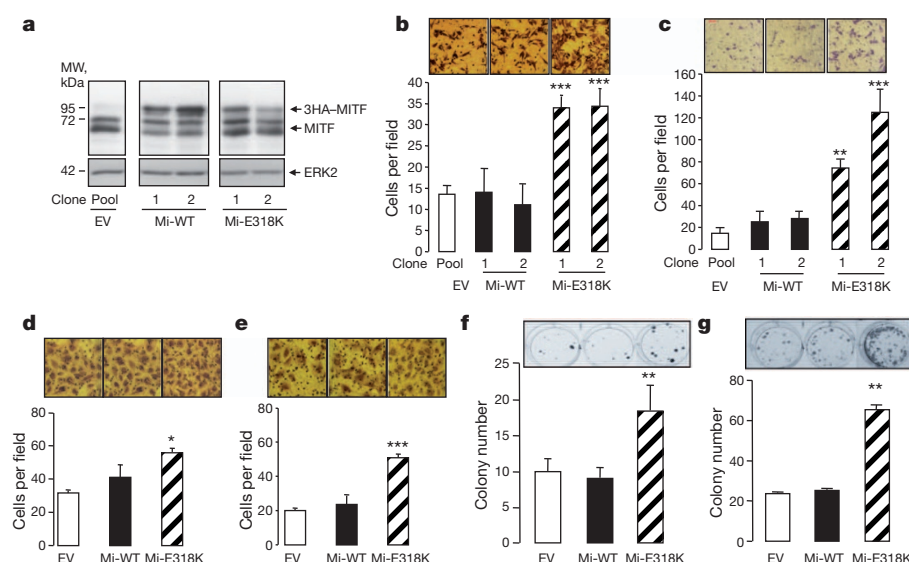 a
MW,
kDa
95
72
42
3HA–MITF
MITF
ERK2
Clone Pool 1 2 1 2
EV Mi-WT Mi-E318K
b
Cells per field
40
35
30
25
20
15
10
5
0
*** ***
Clone Pool 1 2 1 2
EV Mi-WT Mi-E318K
c
Cells per field
160
140
120
100
80
60
40
20
0
** ***
Clone Pool 1 2 1 2
EV Mi-WT Mi-E318K
d
Cells per field
80
60
40
20
0
*
EV Mi-WT Mi-E318K
e
Cells per field
80
60
40
20
0
***
EV Mi-WT Mi-E318K
f
Colony number
25
20
15
10
5
0
**
EV Mi-WT Mi-E318K
g
Colony number
80
60
40
20
0
**
EV Mi-WT Mi-E318K